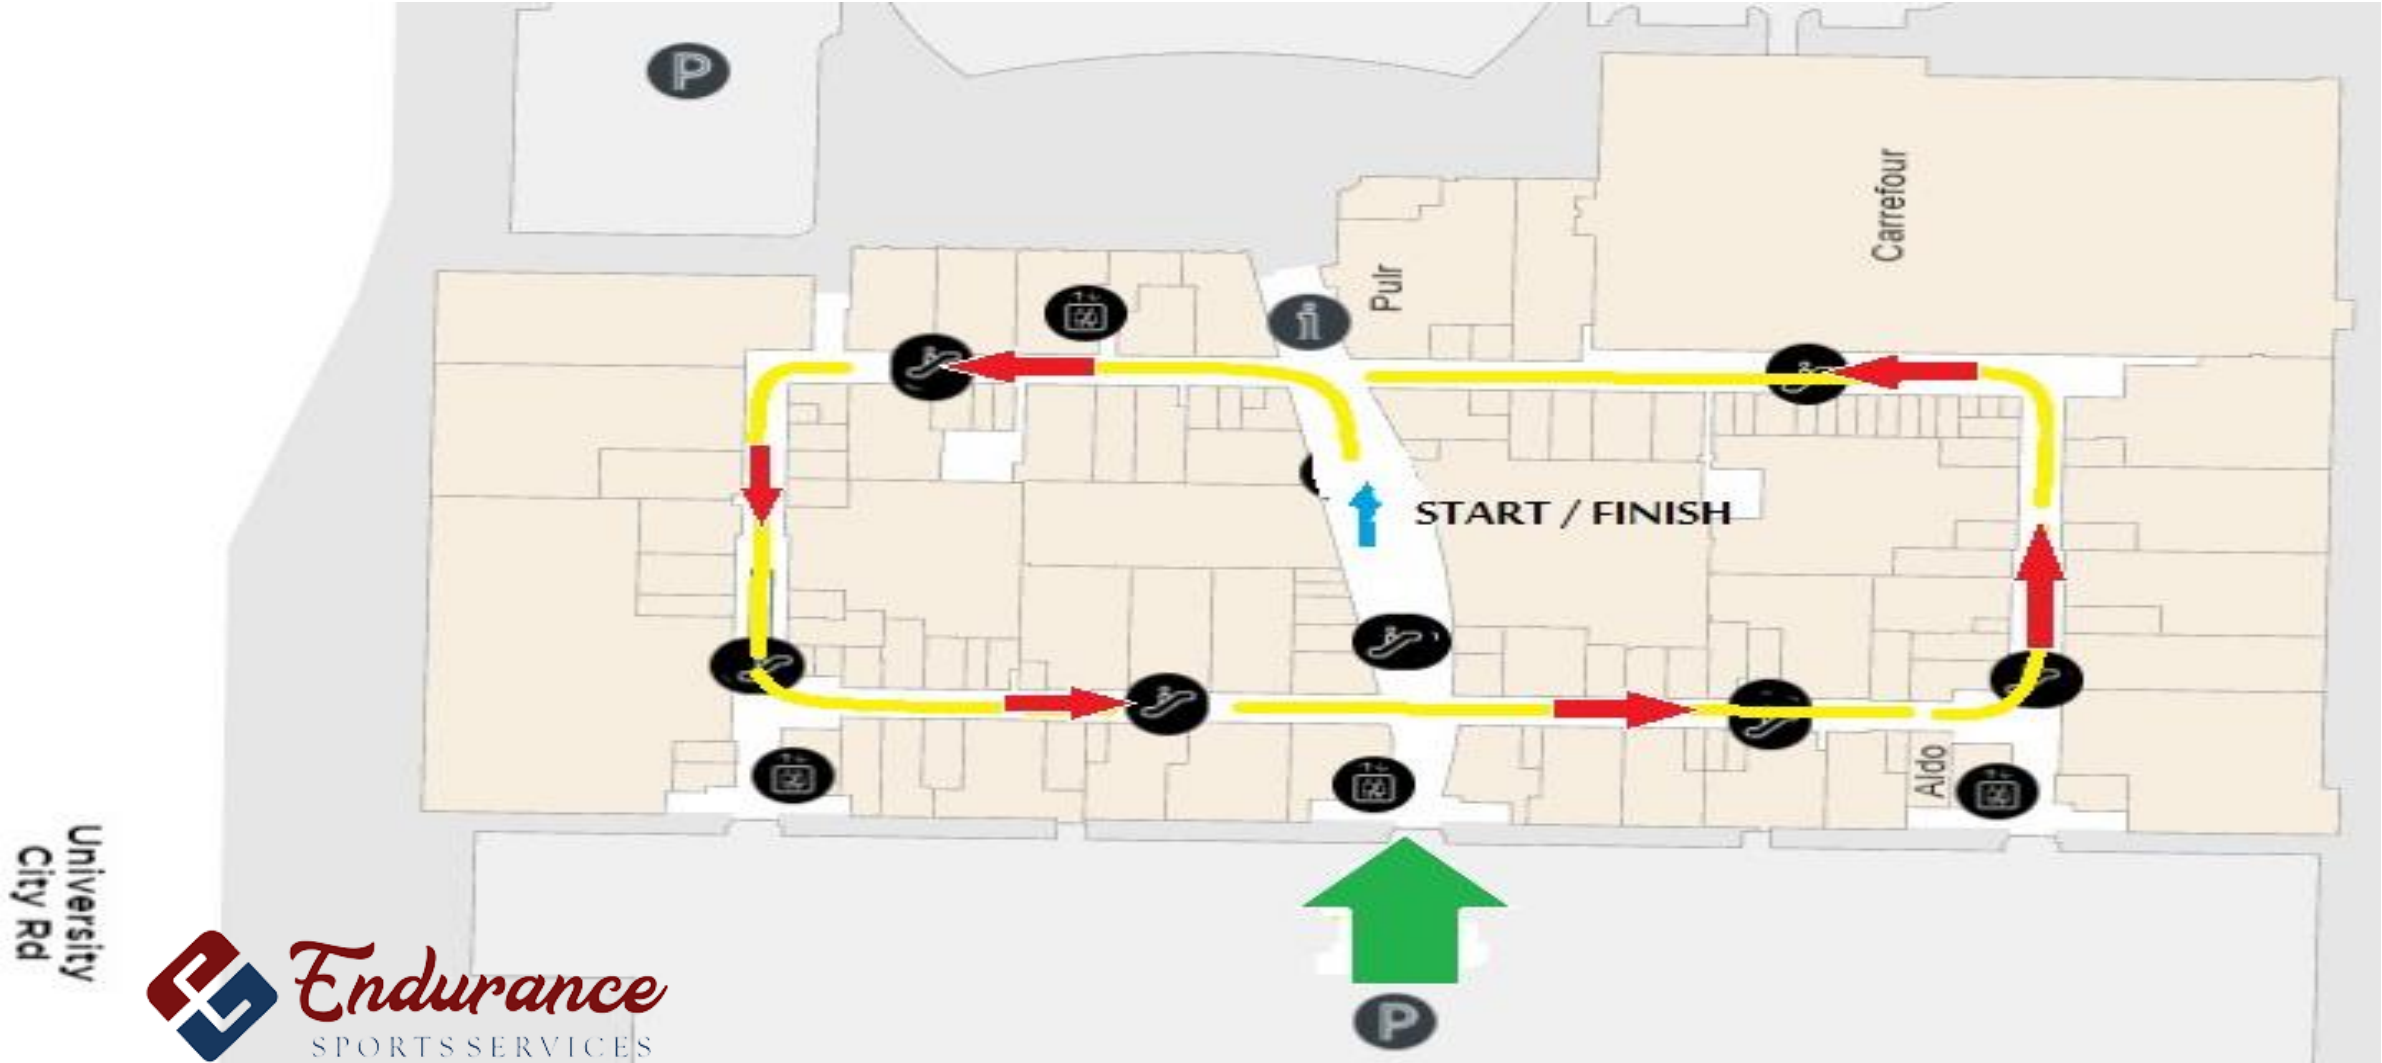 P
Carrefour
Pulr
i
START / FINISH
Aldo
University
City Rd
Endurance
SPORTS SERVICES
P